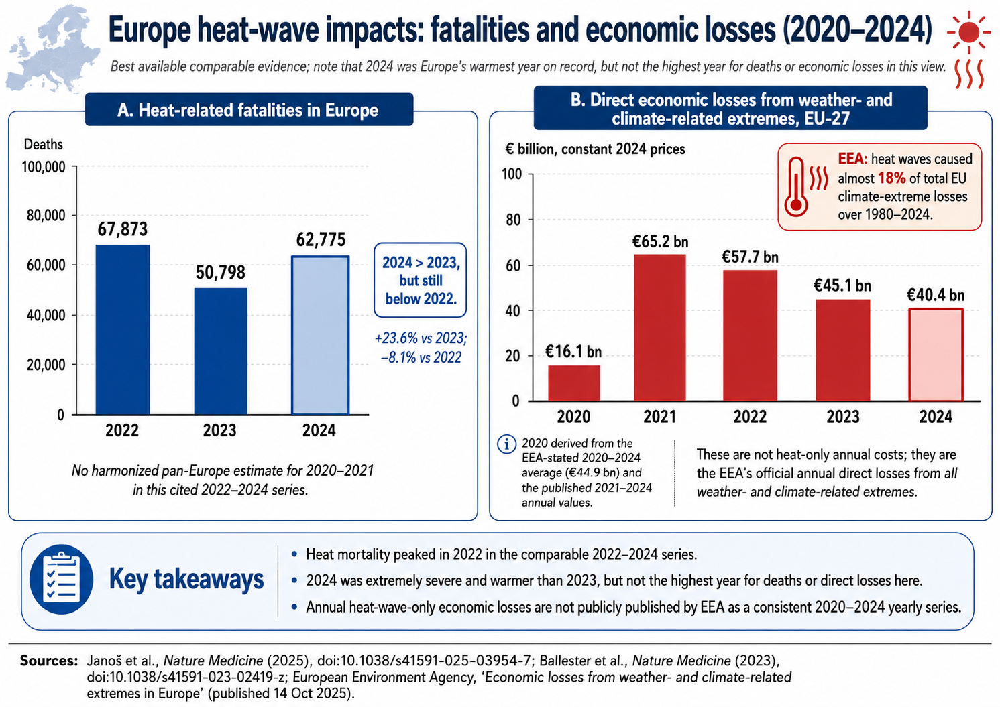 Europe heat-wave impacts: fatalities and economic losses (2020–2024)
Best available comparable evidence; note that 2024 was Europe's warmest year on record, but not the highest year for deaths or economic losses in this view.
A. Heat-related fatalities in Europe
Deaths
100,000
80,000
60,000
40,000
20,000
0
67,873
50,798
62,775
2022
2023
2024
2024 > 2023,
but still
below 2022.
+23.6% vs 2023;
−8.1% vs 2022
No harmonized pan-Europe estimate for 2020–2021
in this cited 2022–2024 series.
B. Direct economic losses from weather- and
climate-related extremes, EU-27
€ billion, constant 2024 prices
EEA: heat waves caused
almost 18% of total EU
climate-extreme losses
over 1980–2024.
100
80
60
40
20
0
€16.1 bn
€65.2 bn
€57.7 bn
€45.1 bn
€40.4 bn
2020
2021
2022
2023
2024
i
2020 derived from the
EEA-stated 2020–2024
average (€44.9 bn) and
the published 2021–2024
annual values.
These are not heat-only annual costs; they are
the EEA's official annual direct losses from all
weather- and climate-related extremes.
Key takeaways
• Heat mortality peaked in 2022 in the comparable 2022–2024 series.
• 2024 was extremely severe and warmer than 2023, but not the highest year for deaths or direct losses here.
• Annual heat-wave-only economic losses are not publicly published by EEA as a consistent 2020–2024 yearly series.
Sources: Janoš et al., Nature Medicine (2025), doi:10.1038/s41591-025-03954-7; Ballester et al., Nature Medicine (2023),
doi:10.1038/s41591-023-02419-z; European Environment Agency, ‘Economic losses from weather- and climate-related
extremes in Europe’ (published 14 Oct 2025).